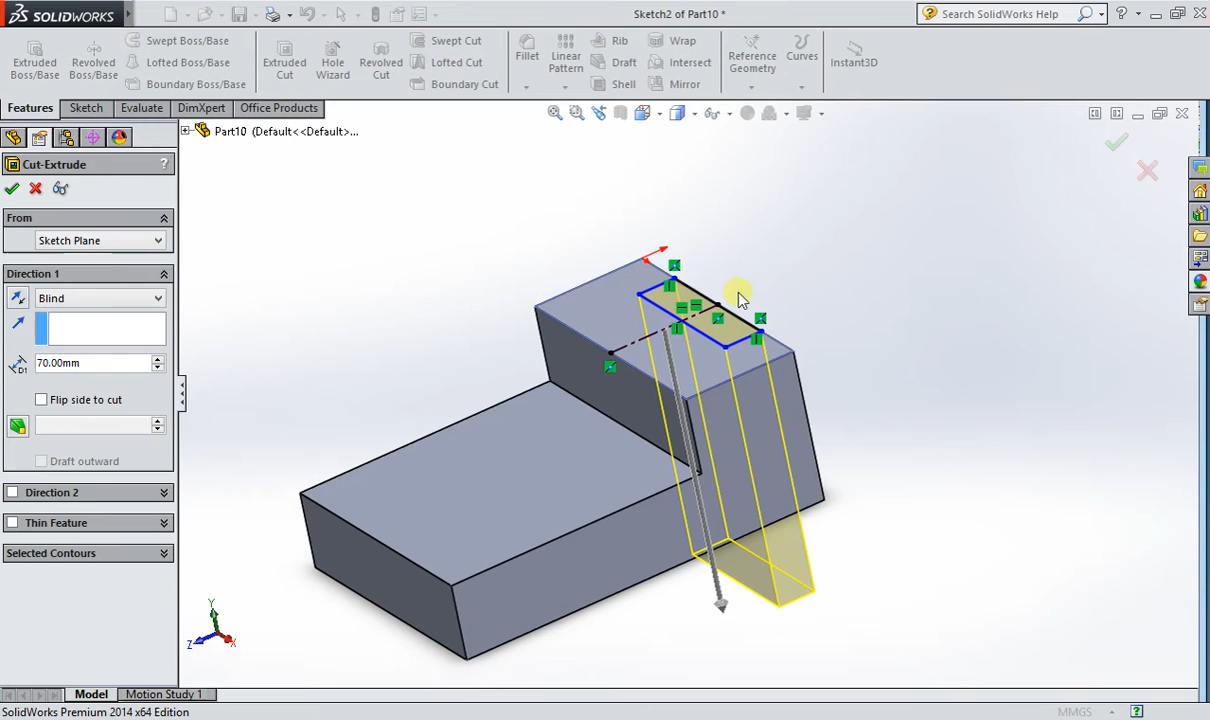 SOLIDWORKS
Sketch2 of Part10 *
Search SolidWorks Help
Extruded Boss/Base
Revolved Boss/Base
Swept Boss/Base
Lofted Boss/Base
Boundary Boss/Base
Extruded Cut
Hole Wizard
Revolved Cut
Swept Cut
Lofted Cut
Boundary Cut
Fillet
Linear Pattern
Rib
Draft
Shell
Wrap
Intersect
Mirror
Reference Geometry
Curves
Instant3D
Features
Sketch
Evaluate
DimXpert
Office Products
Part10 (Default<<Default>...
Cut-Extrude
?
From
Sketch Plane
Direction 1
Blind
D1
70.00mm
Flip side to cut
Draft outward
Direction 2
Thin Feature
Selected Contours
Y
Z
X
Model
Motion Study 1
SolidWorks Premium 2014 x64 Edition
MMGS